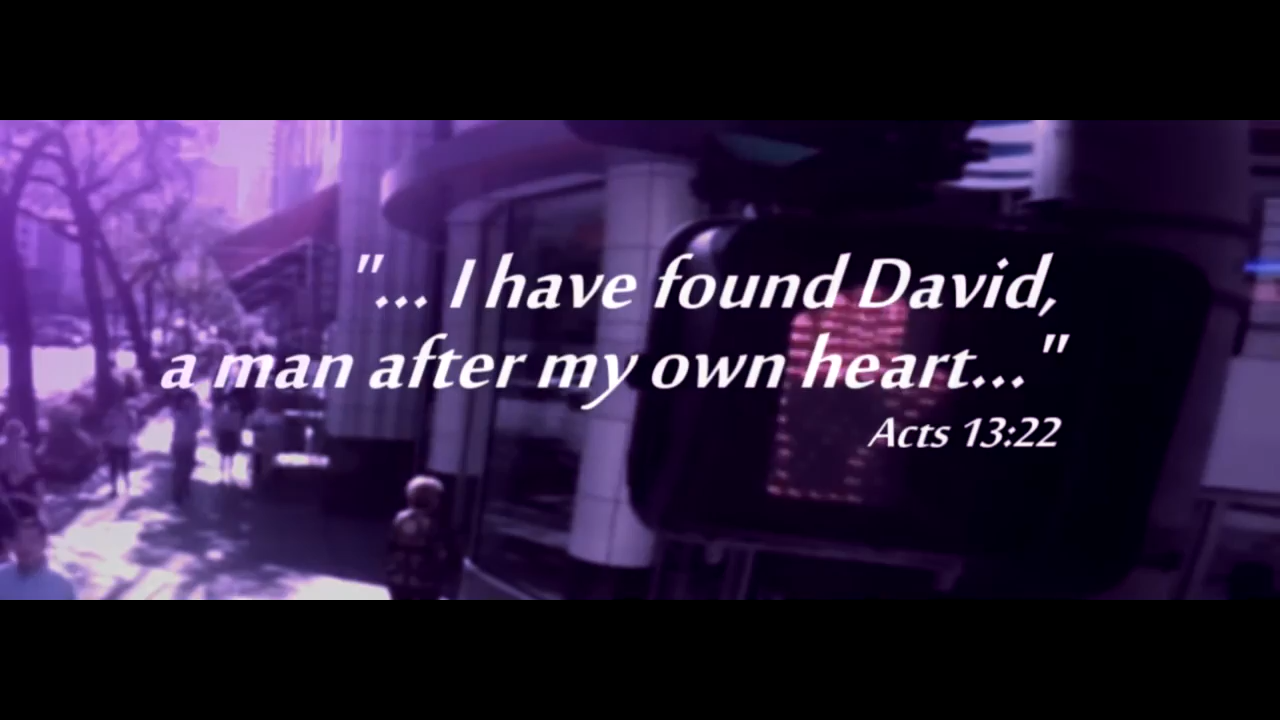 "... I have found David,
a man after my own heart..."
Acts 13:22